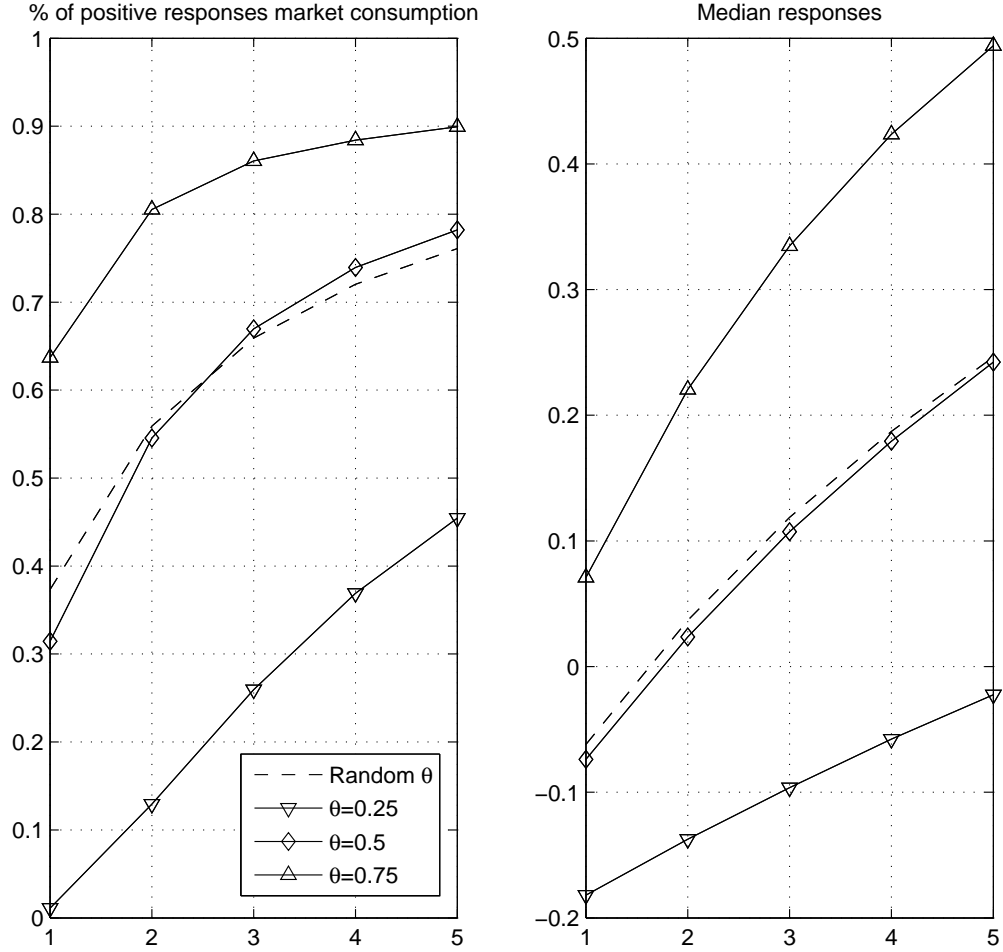 % of positive responses market consumption
1
0.9
0.8
0.7
0.6
0.5
0.4
0.3
0.2
0.1
0
1 2 3 4 5
Random θ
θ=0.25
θ=0.5
θ=0.75
Median responses
0.5
0.4
0.3
0.2
0.1
0
−0.1
−0.2
1 2 3 4 5